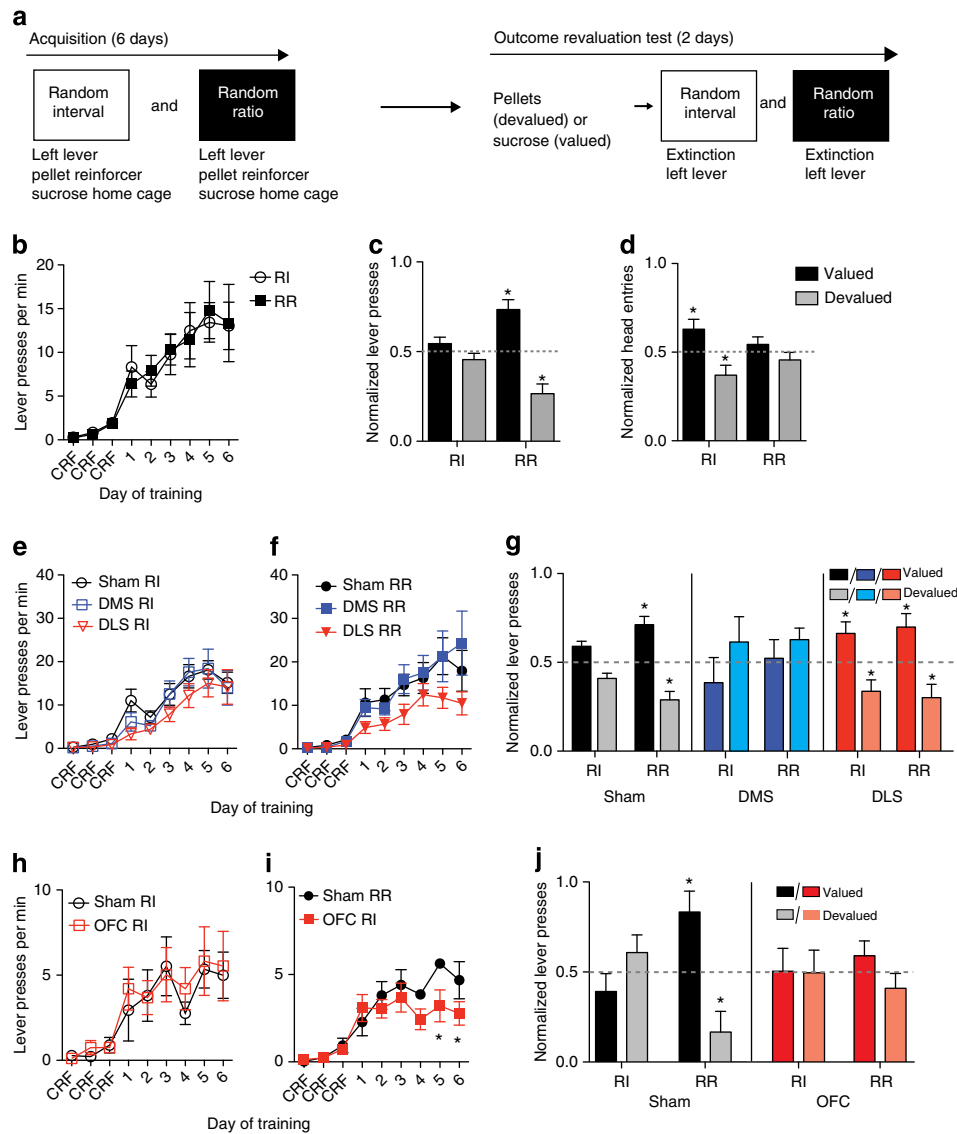 a
Acquisition (6 days)
Random
interval
and
Random
ratio
Left lever
pellet reinforcer
sucrose home cage
Left lever
pellet reinforcer
sucrose home cage
Outcome revaluation test (2 days)
Pellets
(devalued) or
sucrose (valued)
Random
interval
and
Random
ratio
Extinction
left lever
Extinction
left lever
b
Lever presses per min
20
15
10
5
0
RI
RR
CRF
CRF
CRF
1
2
3
4
5
6
Day of training
c
Normalized lever presses
1.0
0.5
0.0
*
*
RI
RR
d
Normalized head entries
1.0
0.5
0.0
Valued
Devalued
*
*
RI
RR
e
Lever presses per min
40
30
20
10
0
Sham RI
DMS RI
DLS RI
CRF
CRF
CRF
1
2
3
4
5
6
f
40
30
20
10
0
Sham RR
DMS RR
DLS RR
CRF
CRF
CRF
1
2
3
4
5
6
Day of training
g
Normalized lever presses
1.0
0.5
0.0
/ / Valued
/ / Devalued
*
*
*
*
*
*
RI
RR
RI
RR
RI
RR
Sham
DMS
DLS
h
Lever presses per min
10
5
0
Sham RI
OFC RI
CRF
CRF
CRF
1
2
3
4
5
6
i
10
5
0
Sham RR
OFC RI
*
*
CRF
CRF
CRF
1
2
3
4
5
6
Day of training
j
Normalized lever presses
1.0
0.5
0.0
/ Valued
/ Devalued
*
*
RI
RR
RI
RR
Sham
OFC